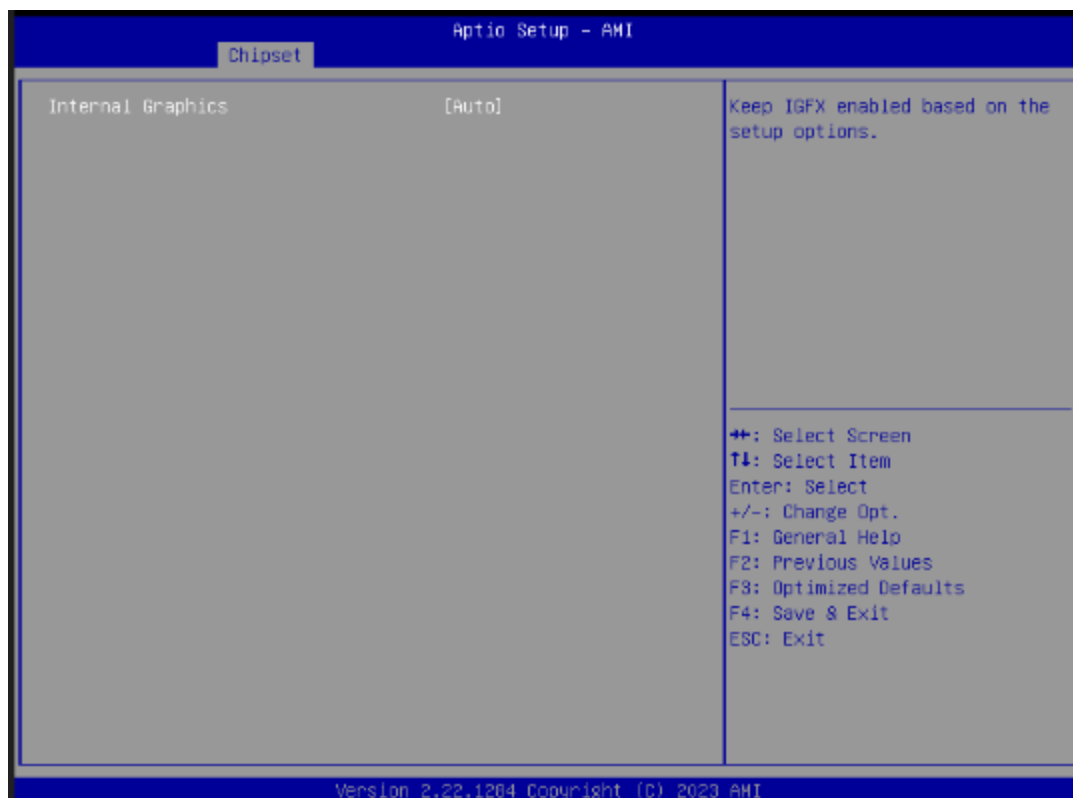 Aptio Setup - AMI
Chipset
Internal Graphics [Auto]
Keep IGFX enabled based on the
setup options.
→←: Select Screen
↑↓: Select Item
Enter: Select
+/-: Change Opt.
F1: General Help
F2: Previous Values
F3: Optimized Defaults
F4: Save & Exit
ESC: Exit
Version 2.22.1284 Copyright (C) 2023 AMI